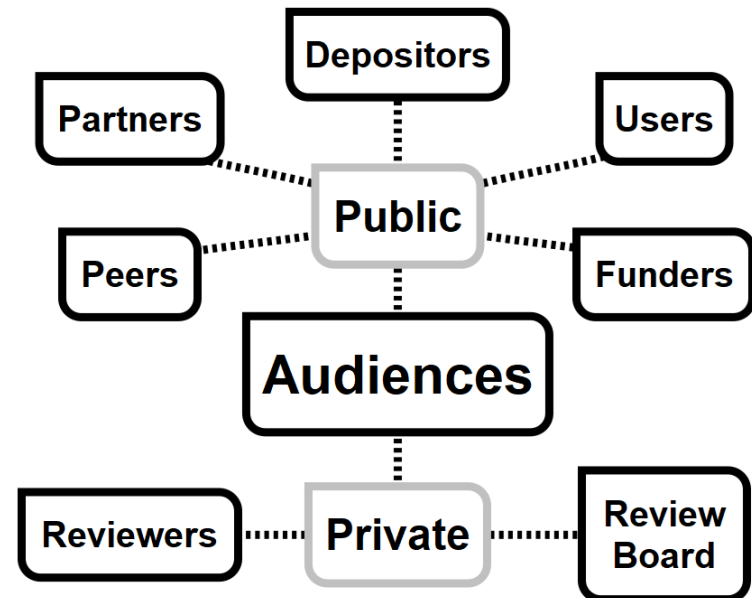 Depositors
Partners
Users
Public
Peers
Funders
Audiences
Reviewers
Private
Review
Board